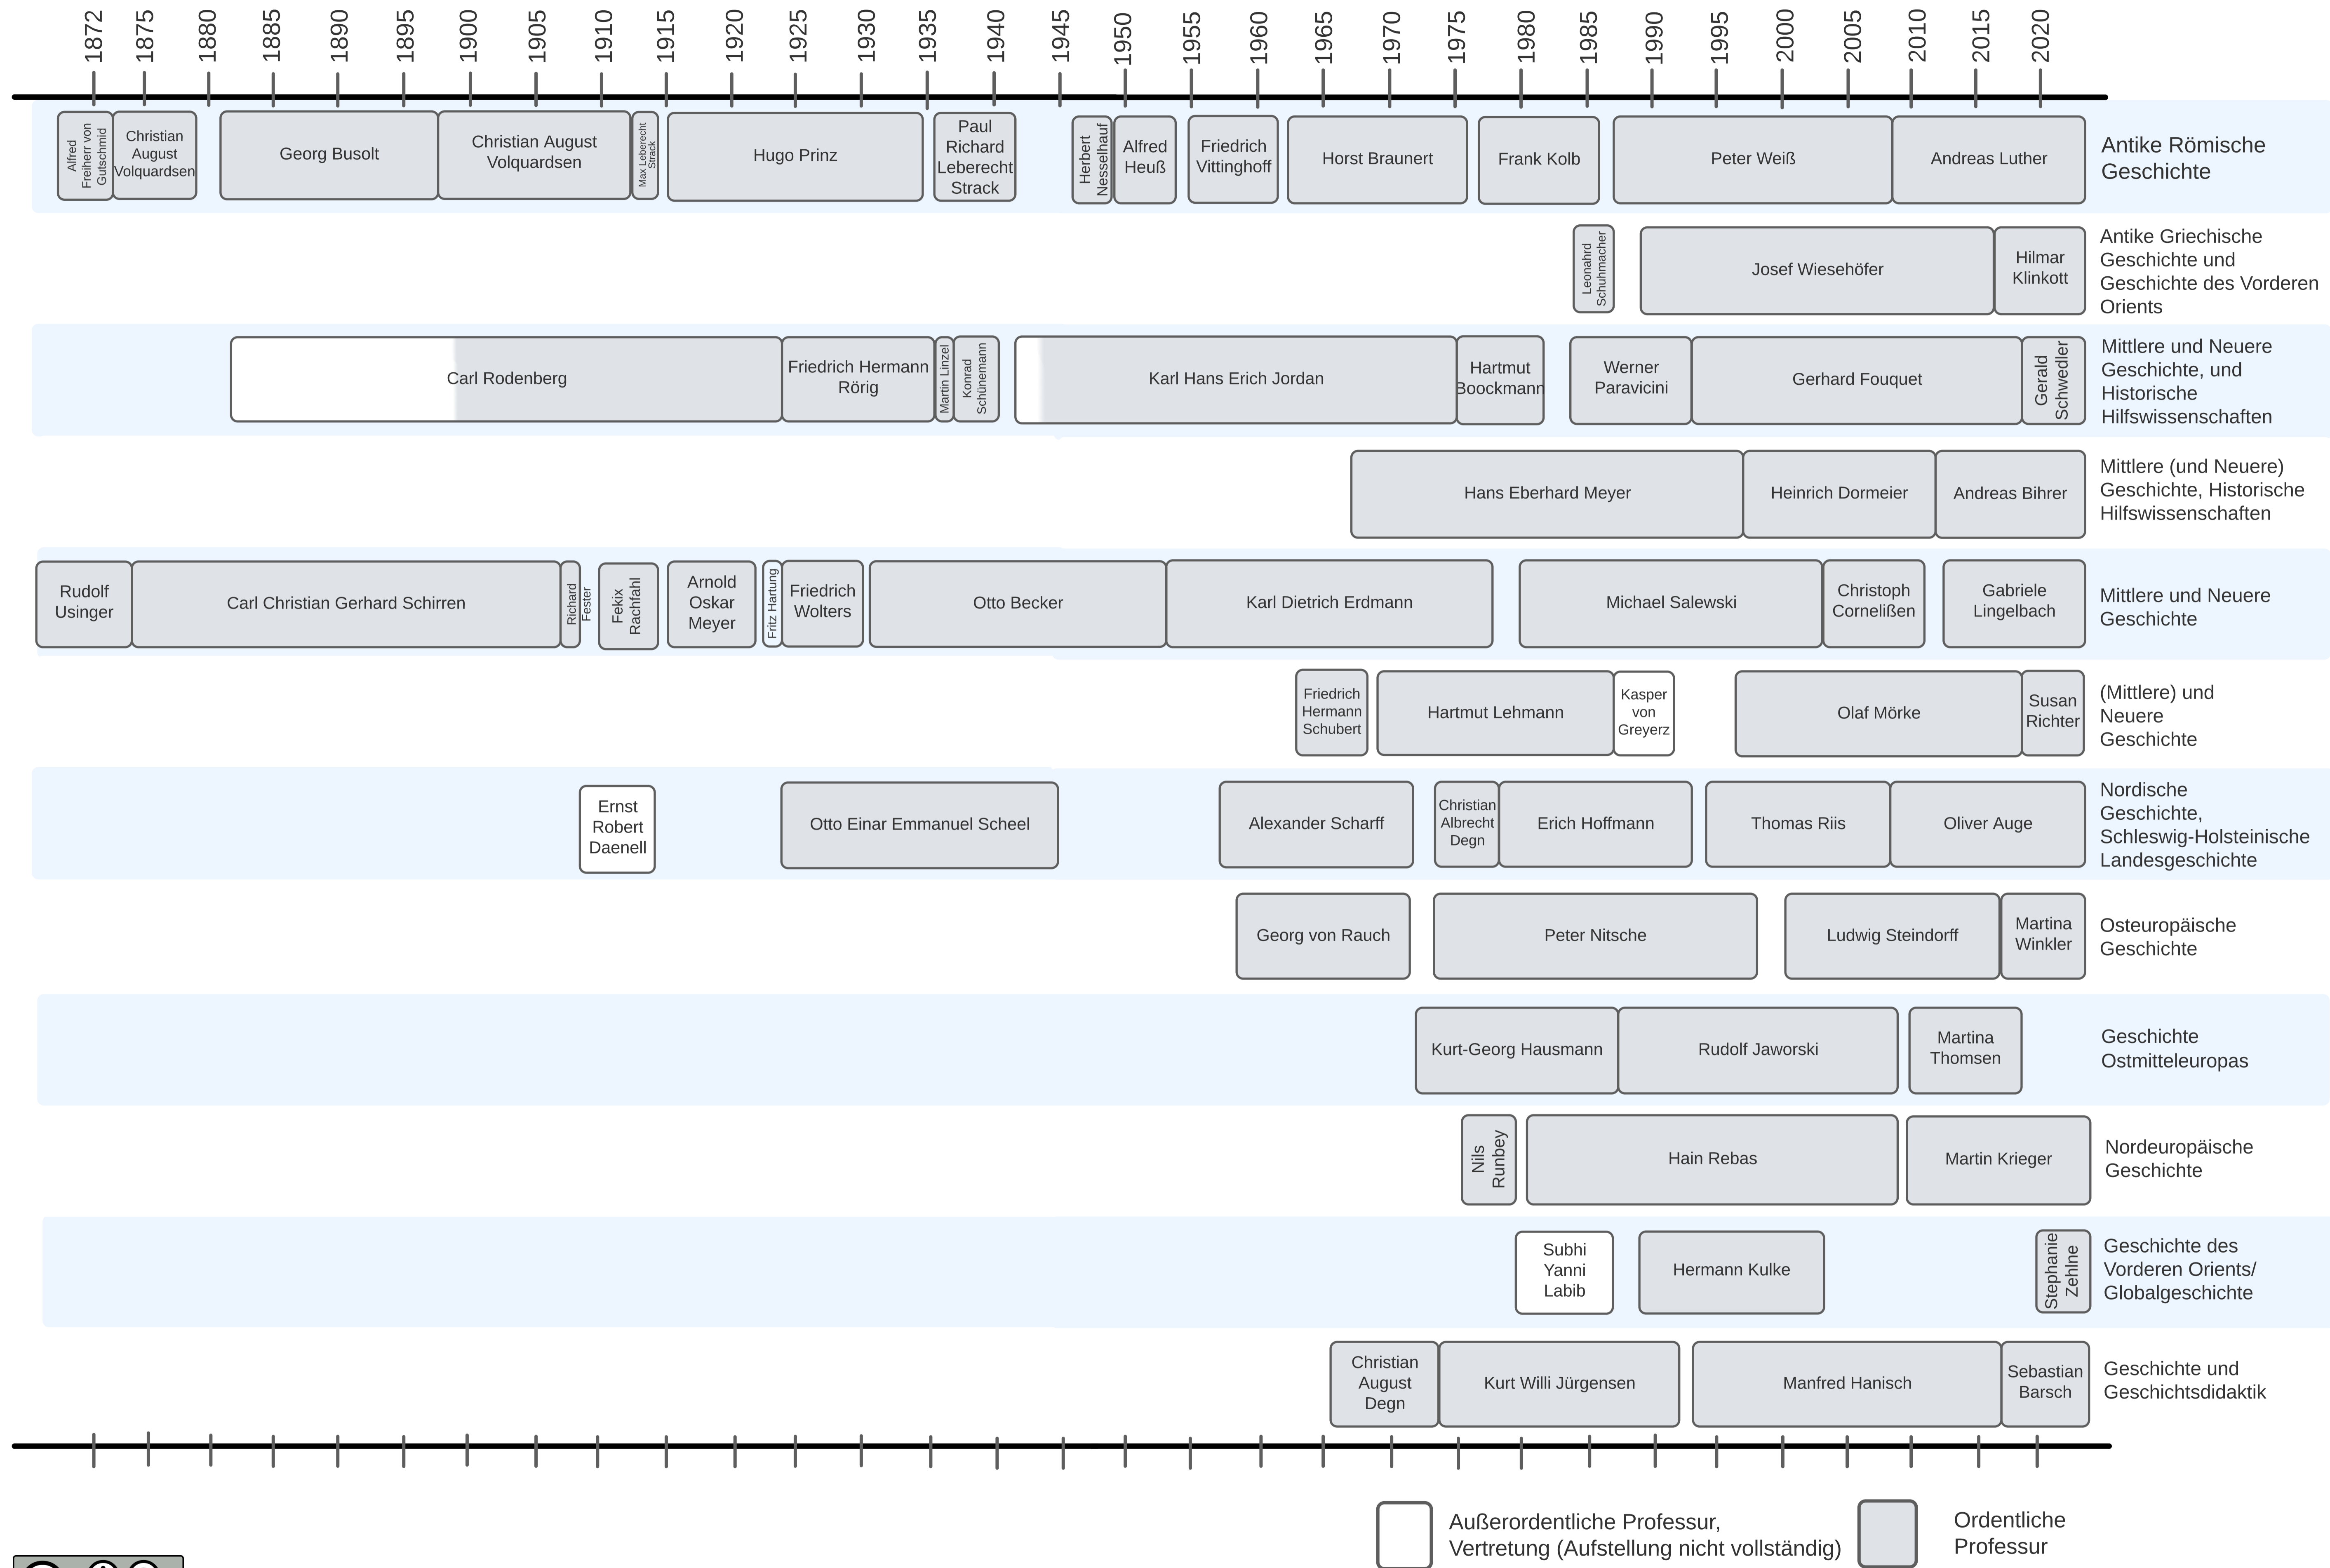 1872 1875 1880 1885 1890 1895 1900 1905 1910 1915 1920 1925 1930 1935 1940 1945 1950 1955 1960 1965 1970 1975 1980 1985 1990 1995 2000 2005 2010 2015 2020
Alfred
Freiherr von
Gutschmid
Christian
August
Volquardsen
Georg Busolt
Christian August
Volquardsen
Max Leberecht
Strack
Hugo Prinz
Paul
Richard
Leberecht
Strack
Herbert
Nesselhauf
Alfred
Heuß
Friedrich
Vittinghoff
Horst Braunert
Frank Kolb
Peter Weiß
Andreas Luther
Antike Römische
Geschichte
Leonahrd
Schuhmacher
Josef Wiesehöfer
Hilmar
Klinkott
Antike Griechische
Geschichte und
Geschichte des Vorderen
Orients
Carl Rodenberg
Friedrich Hermann
Rörig
Martin Linzel
Konrad
Schünemann
Karl Hans Erich Jordan
Hartmut
Boockmann
Werner
Paravicini
Gerhard Fouquet
Gerald
Schwedler
Mittlere und Neuere
Geschichte, und
Historische
Hilfswissenschaften
Hans Eberhard Meyer
Heinrich Dormeier
Andreas Bihrer
Mittlere (und Neuere)
Geschichte, Historische
Hilfswissenschaften
Rudolf
Usinger
Carl Christian Gerhard Schirren
Richard
Fester
Fekix
Rachfahl
Arnold
Oskar
Meyer
Fritz Hartung
Friedrich
Wolters
Otto Becker
Karl Dietrich Erdmann
Michael Salewski
Christoph
Cornelißen
Gabriele
Lingelbach
Mittlere und Neuere
Geschichte
Friedrich
Hermann
Schubert
Hartmut Lehmann
Kasper
von
Greyerz
Olaf Mörke
Susan
Richter
(Mittlere) und
Neuere
Geschichte
Ernst
Robert
Daenell
Otto Einar Emmanuel Scheel
Alexander Scharff
Christian
Albrecht
Degn
Erich Hoffmann
Thomas Riis
Oliver Auge
Nordische
Geschichte,
Schleswig-Holsteinische
Landesgeschichte
Georg von Rauch
Peter Nitsche
Ludwig Steindorff
Martina
Winkler
Osteuropäische
Geschichte
Kurt-Georg Hausmann
Rudolf Jaworski
Martina
Thomsen
Geschichte
Ostmitteleuropas
Nils
Runbey
Hain Rebas
Martin Krieger
Nordeuropäische
Geschichte
Subhi
Yanni
Labib
Hermann Kulke
Stephanie
Zehlne
Geschichte des
Vorderen Orients/
Globalgeschichte
Christian
August
Degn
Kurt Willi Jürgensen
Manfred Hanisch
Sebastian
Barsch
Geschichte und
Geschichtsdidaktik
Außerordentliche Professur,
Vertretung (Aufstellung nicht vollständig)
Ordentliche
Professur